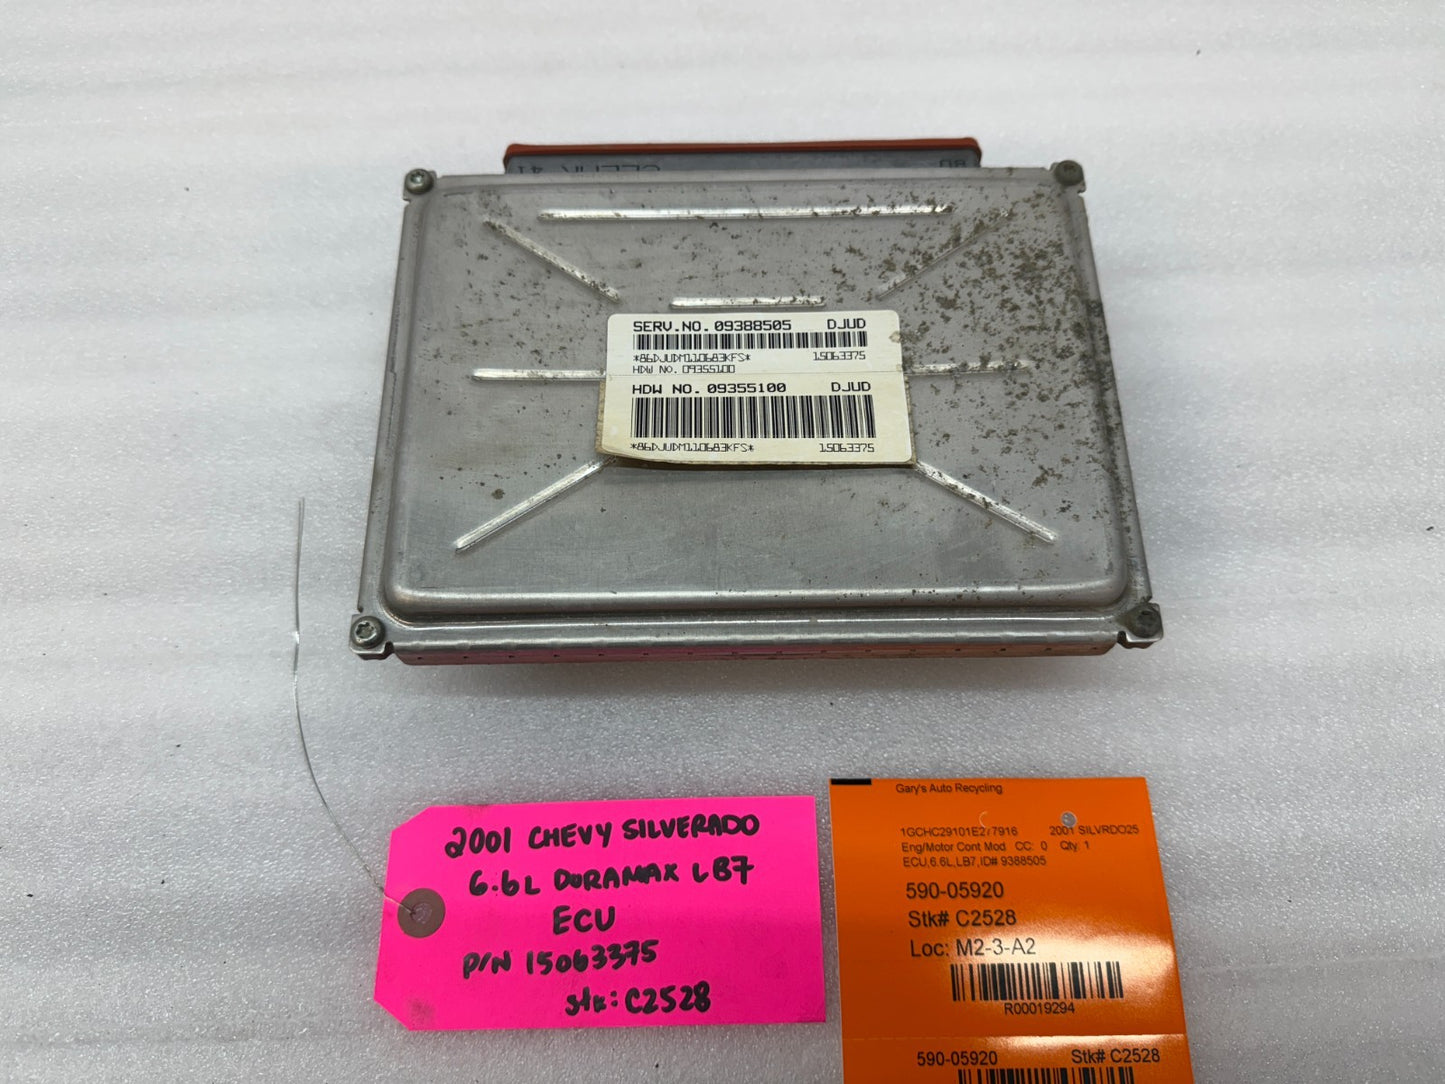 SERV.NO. 09388505 DJUD
*86DJUDM110683KFS* 15063375
HDW NO. 09355100
HDW NO. 09355100 DJUD
*86DJUDM110683KFS* 15063375
2001 CHEVY SILVERADO
6.6L DURAMAX LB7
ECU
P/N 15063375
stk: C2528
Gary's Auto Recycling
1GCHC29101E277916 2001 SILVRDO25
Eng/Motor Cont Mod CC: 0 Qty: 1
ECU,6.6L,LB7,ID# 9388505
590-05920
Stk# C2528
Loc: M2-3-A2
R00019294
590-05920 Stk# C2528